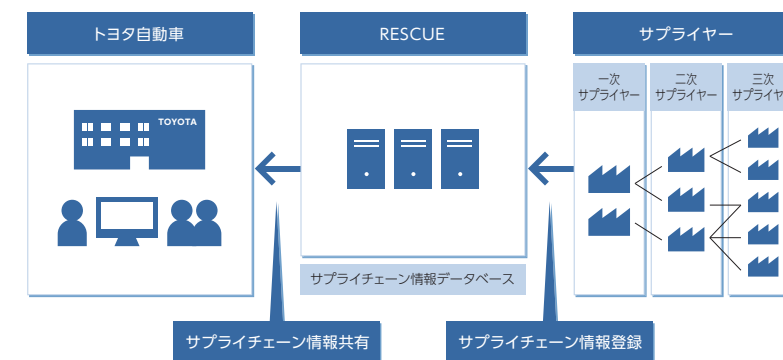 トヨタ自動車
RESCUE
サプライヤー
一次
サプライヤー
二次
サプライヤー
三次
サプライヤ
TOYOTA
サプライチェーン情報データベース
サプライチェーン情報共有
サプライチェーン情報登録